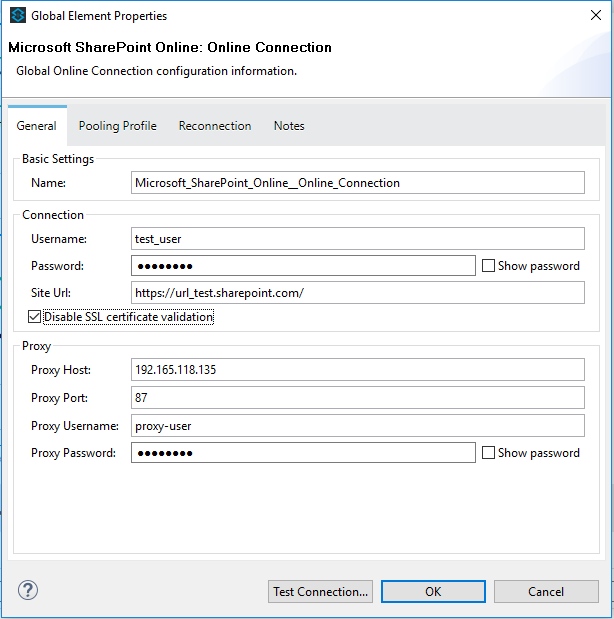 Global Element Properties
Microsoft SharePoint Online: Online Connection
Global Online Connection configuration information.
General Pooling Profile Reconnection Notes
Basic Settings
Name: Microsoft_SharePoint_Online__Online_Connection
Connection
Username: test_user
Password: ●●●●●●●● Show password
Site Url: https://url_test.sharepoint.com/
Disable SSL certificate validation
Proxy
Proxy Host: 192.165.118.135
Proxy Port: 87
Proxy Username: proxy-user
Proxy Password: ●●●●●●●● Show password
? Test Connection... OK Cancel